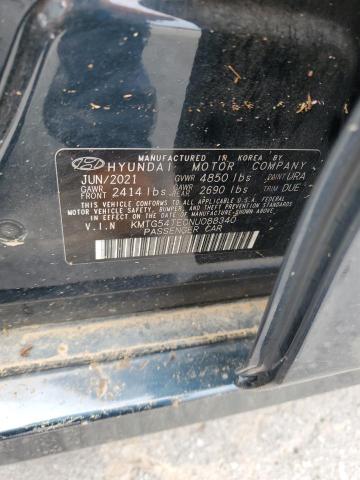 MANUFACTURED IN KOREA BY
HYUNDAI MOTOR COMPANY
JUN/2021 GVWR 4850 lbs PAINT URA
GAWR FRONT 2414 lbs GAWR REAR 2690 lbs TRIM DUE
THIS VEHICLE CONFORMS TO ALL APPLICABLE U.S.A FEDERAL
MOTOR VEHICLE SAFETY, BUMPER, AND THEFT PREVENTION STANDARDS
IN EFFECT ON THE DATE OF MANUFACTURE SHOWN ABOVE.
V.I.N KMTG54TE0NU088340
PASSENGER CAR